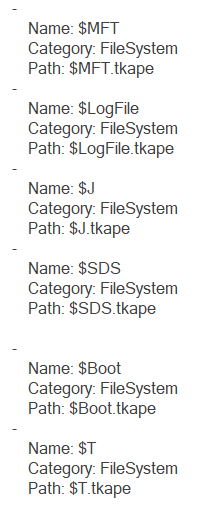 -
Name: $MFT
Category: FileSystem
Path: $MFT.tkape
-
Name: $LogFile
Category: FileSystem
Path: $LogFile.tkape
-
Name: $J
Category: FileSystem
Path: $J.tkape
-
Name: $SDS
Category: FileSystem
Path: $SDS.tkape
-
Name: $Boot
Category: FileSystem
Path: $Boot.tkape
-
Name: $T
Category: FileSystem
Path: $T.tkape